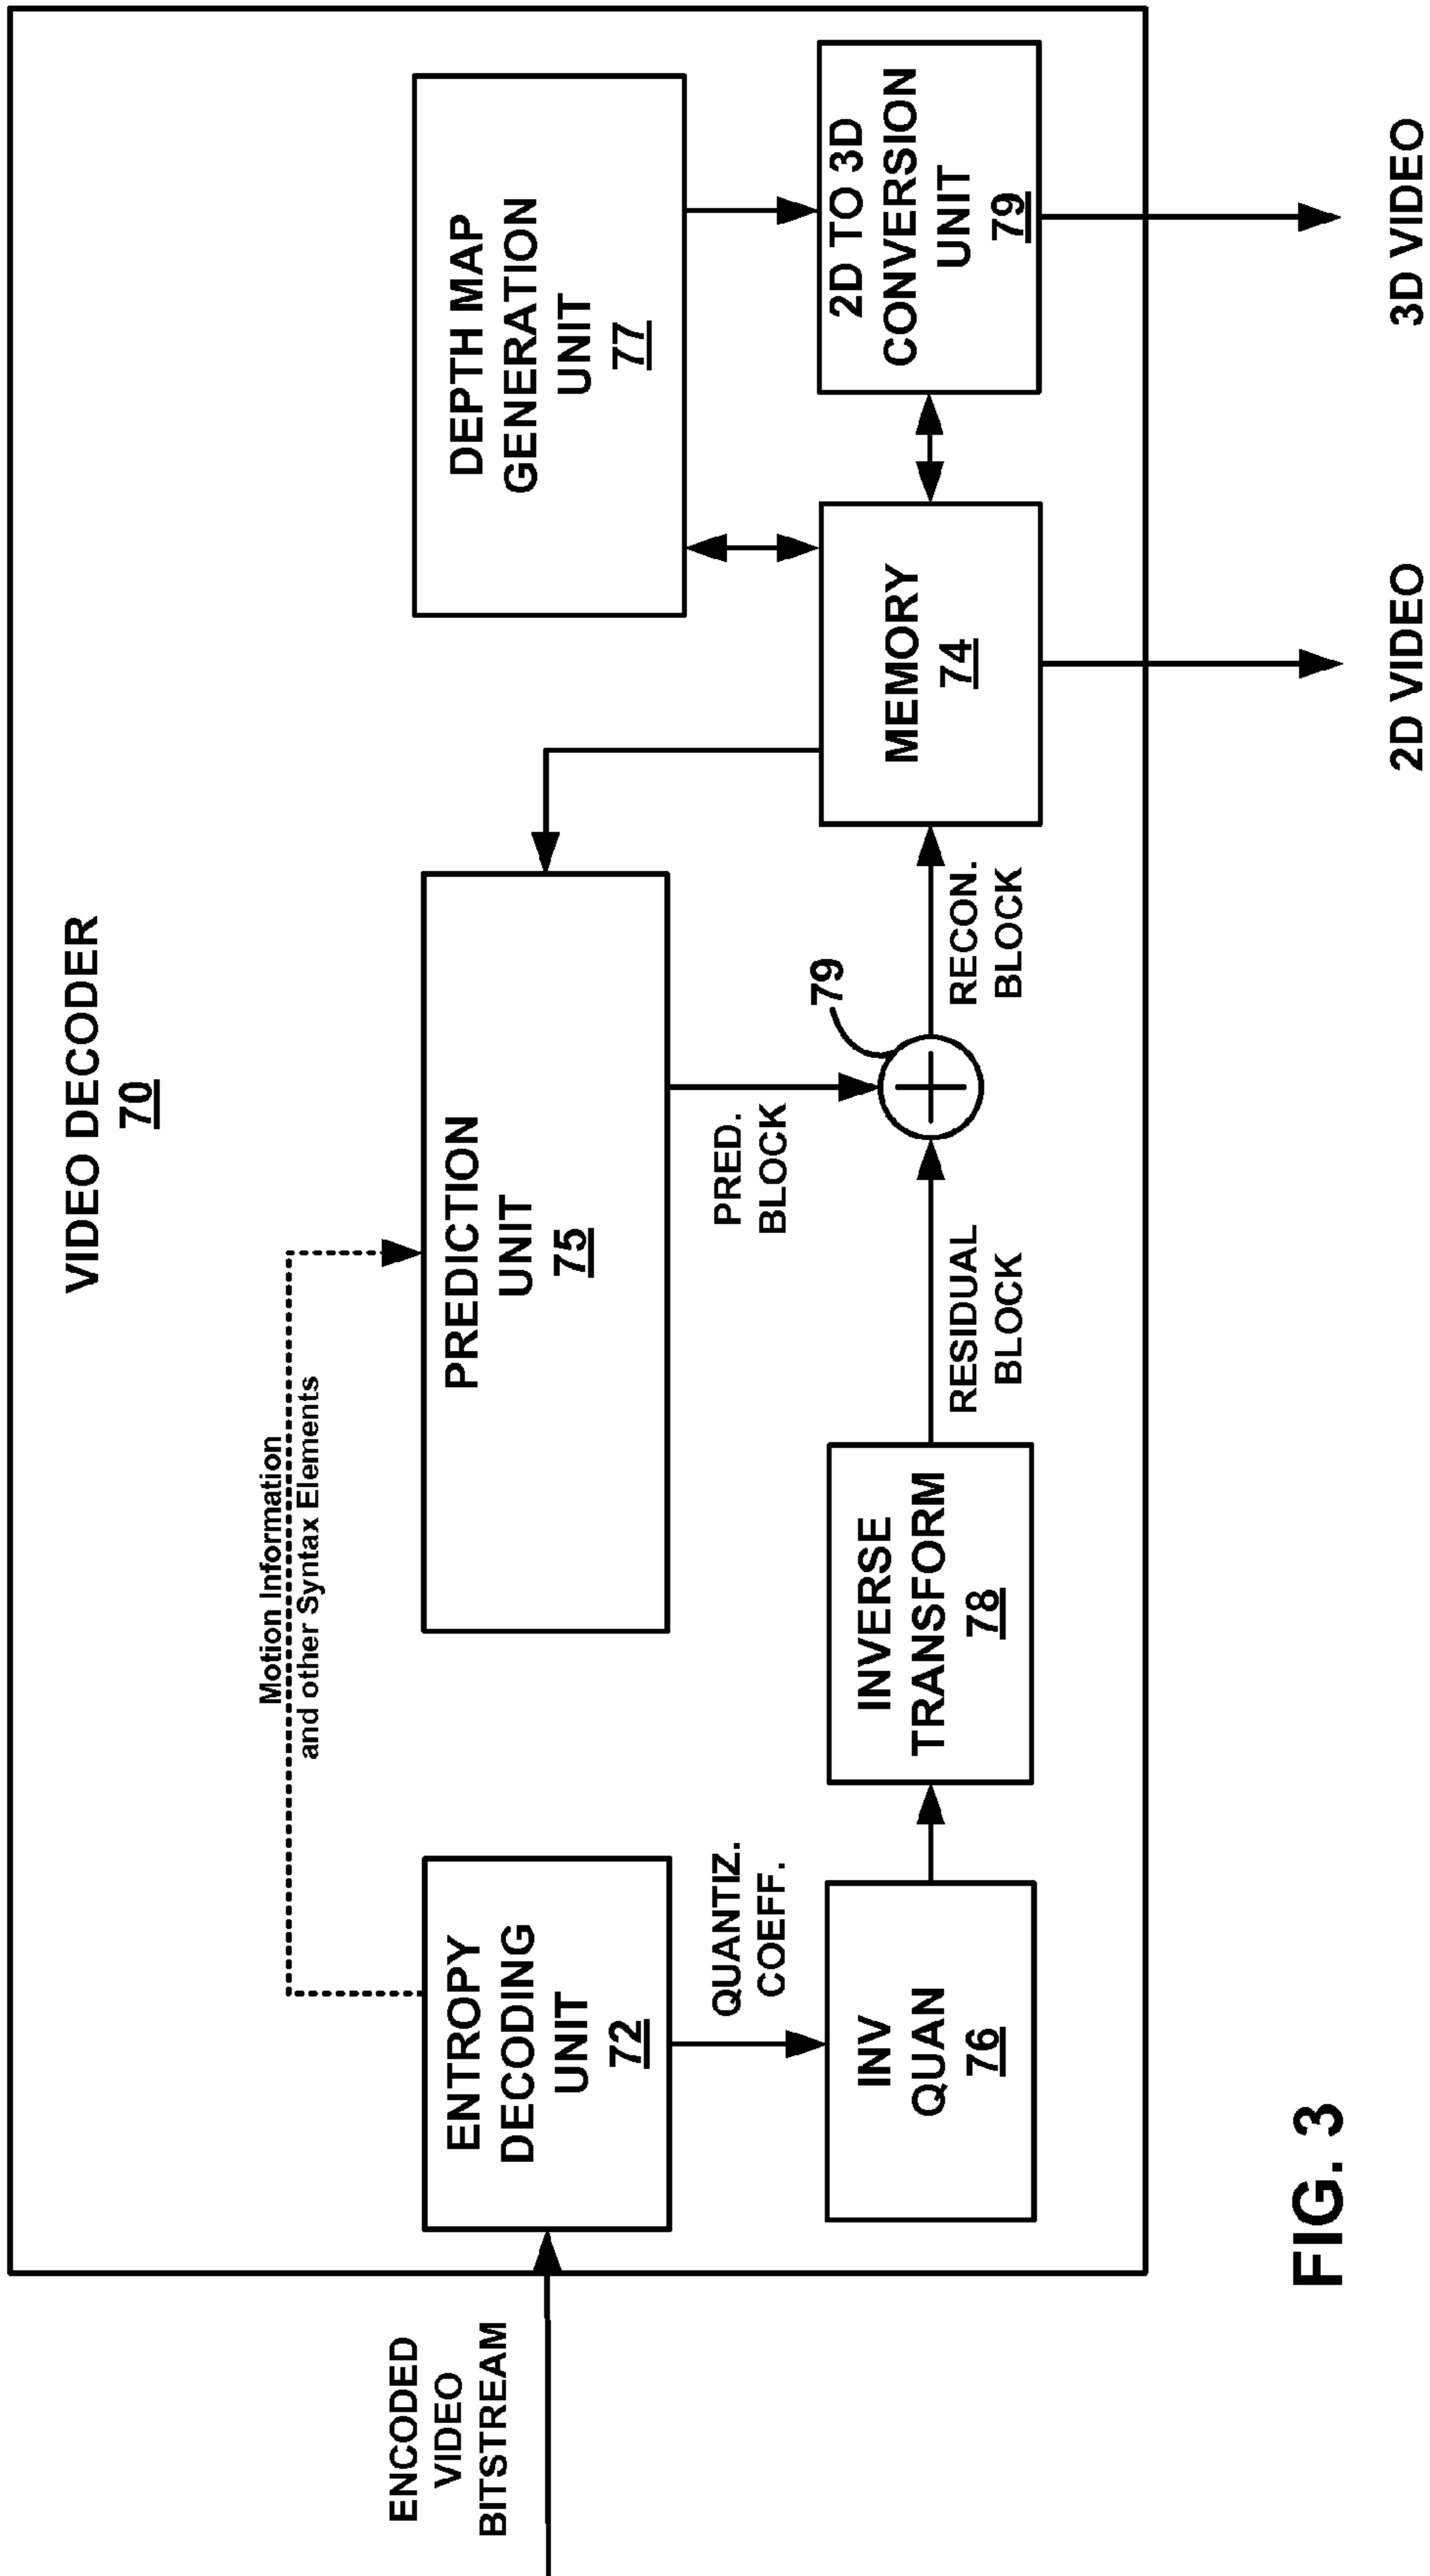 VIDEO DECODER
70
Motion Information
and other Syntax Elements
ENCODED
VIDEO
BITSTREAM
ENTROPY
DECODING
UNIT
72
PREDICTION
UNIT
75
DEPTH MAP
GENERATION
UNIT
77
QUANTIZ.
COEFF.
PRED.
BLOCK
79
INV
QUAN
76
INVERSE
TRANSFORM
78
RESIDUAL
BLOCK
RECON.
BLOCK
MEMORY
74
2D TO 3D
CONVERSION
UNIT
79
2D VIDEO
3D VIDEO
FIG. 3